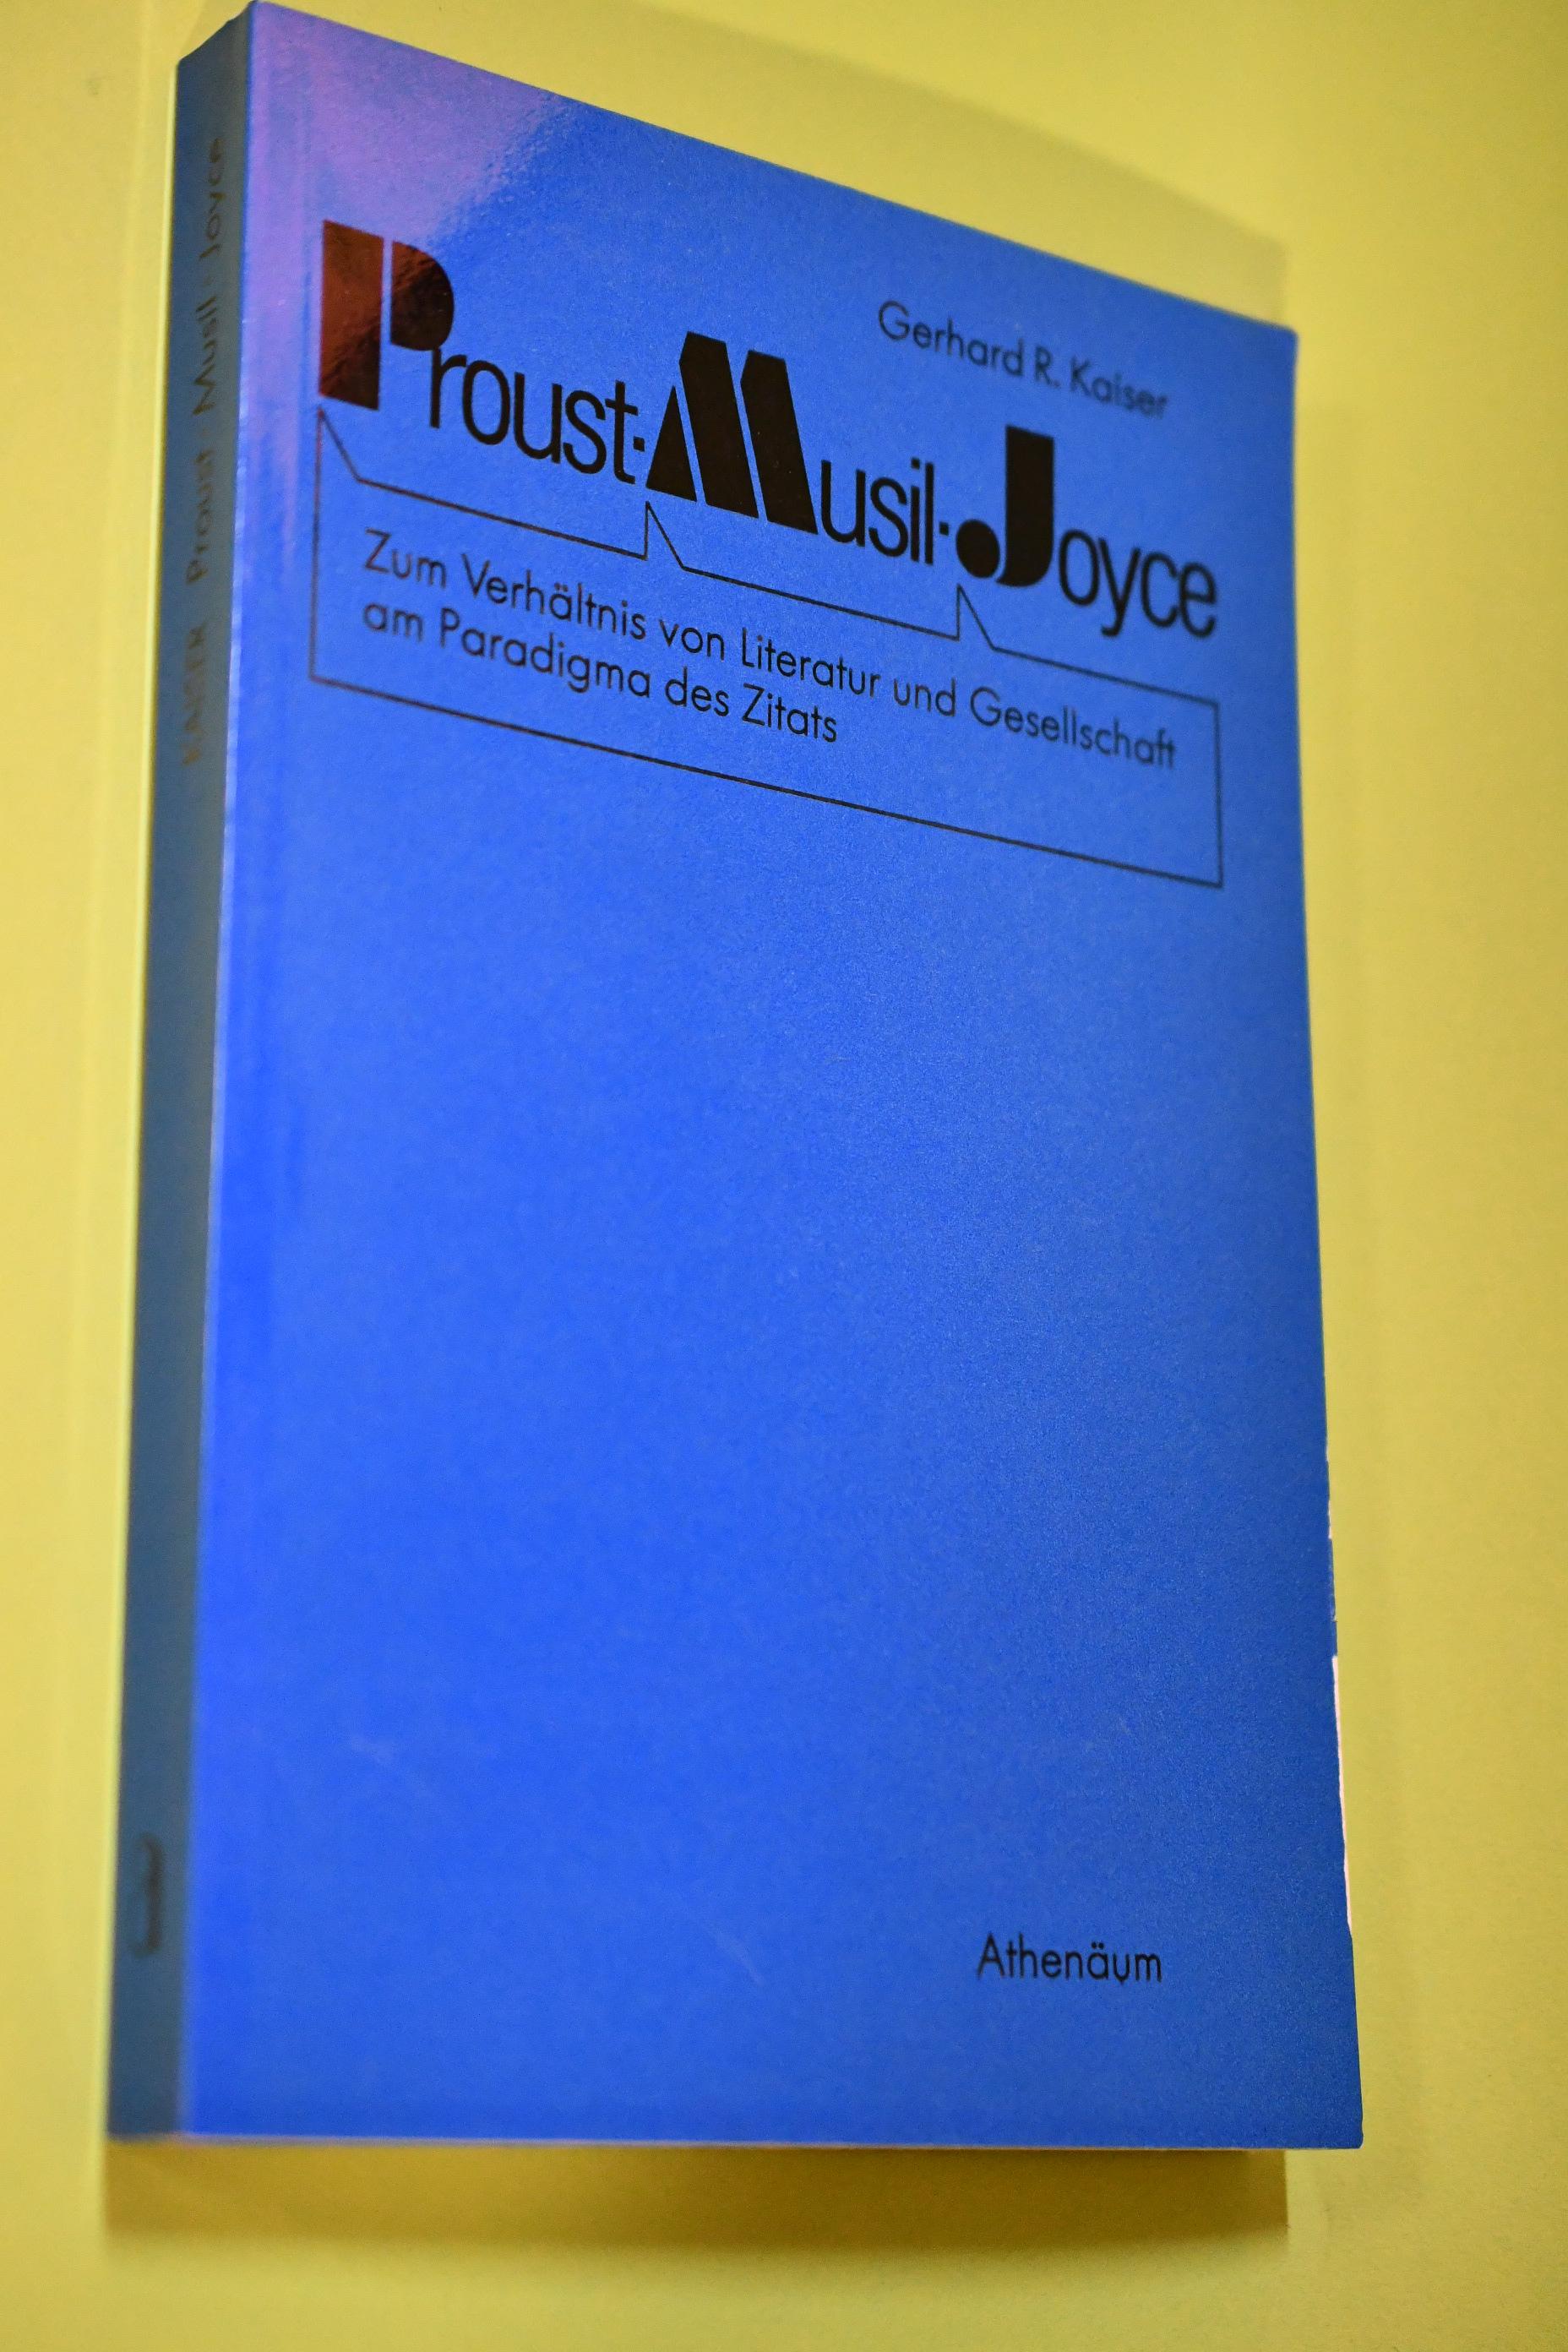 Gerhard R. Kaiser
Proust·Musil·Joyce
Zum Verhältnis von Literatur und Gesellschaft
am Paradigma des Zitats
Athenäum
KAISER Proust Musil Joyce